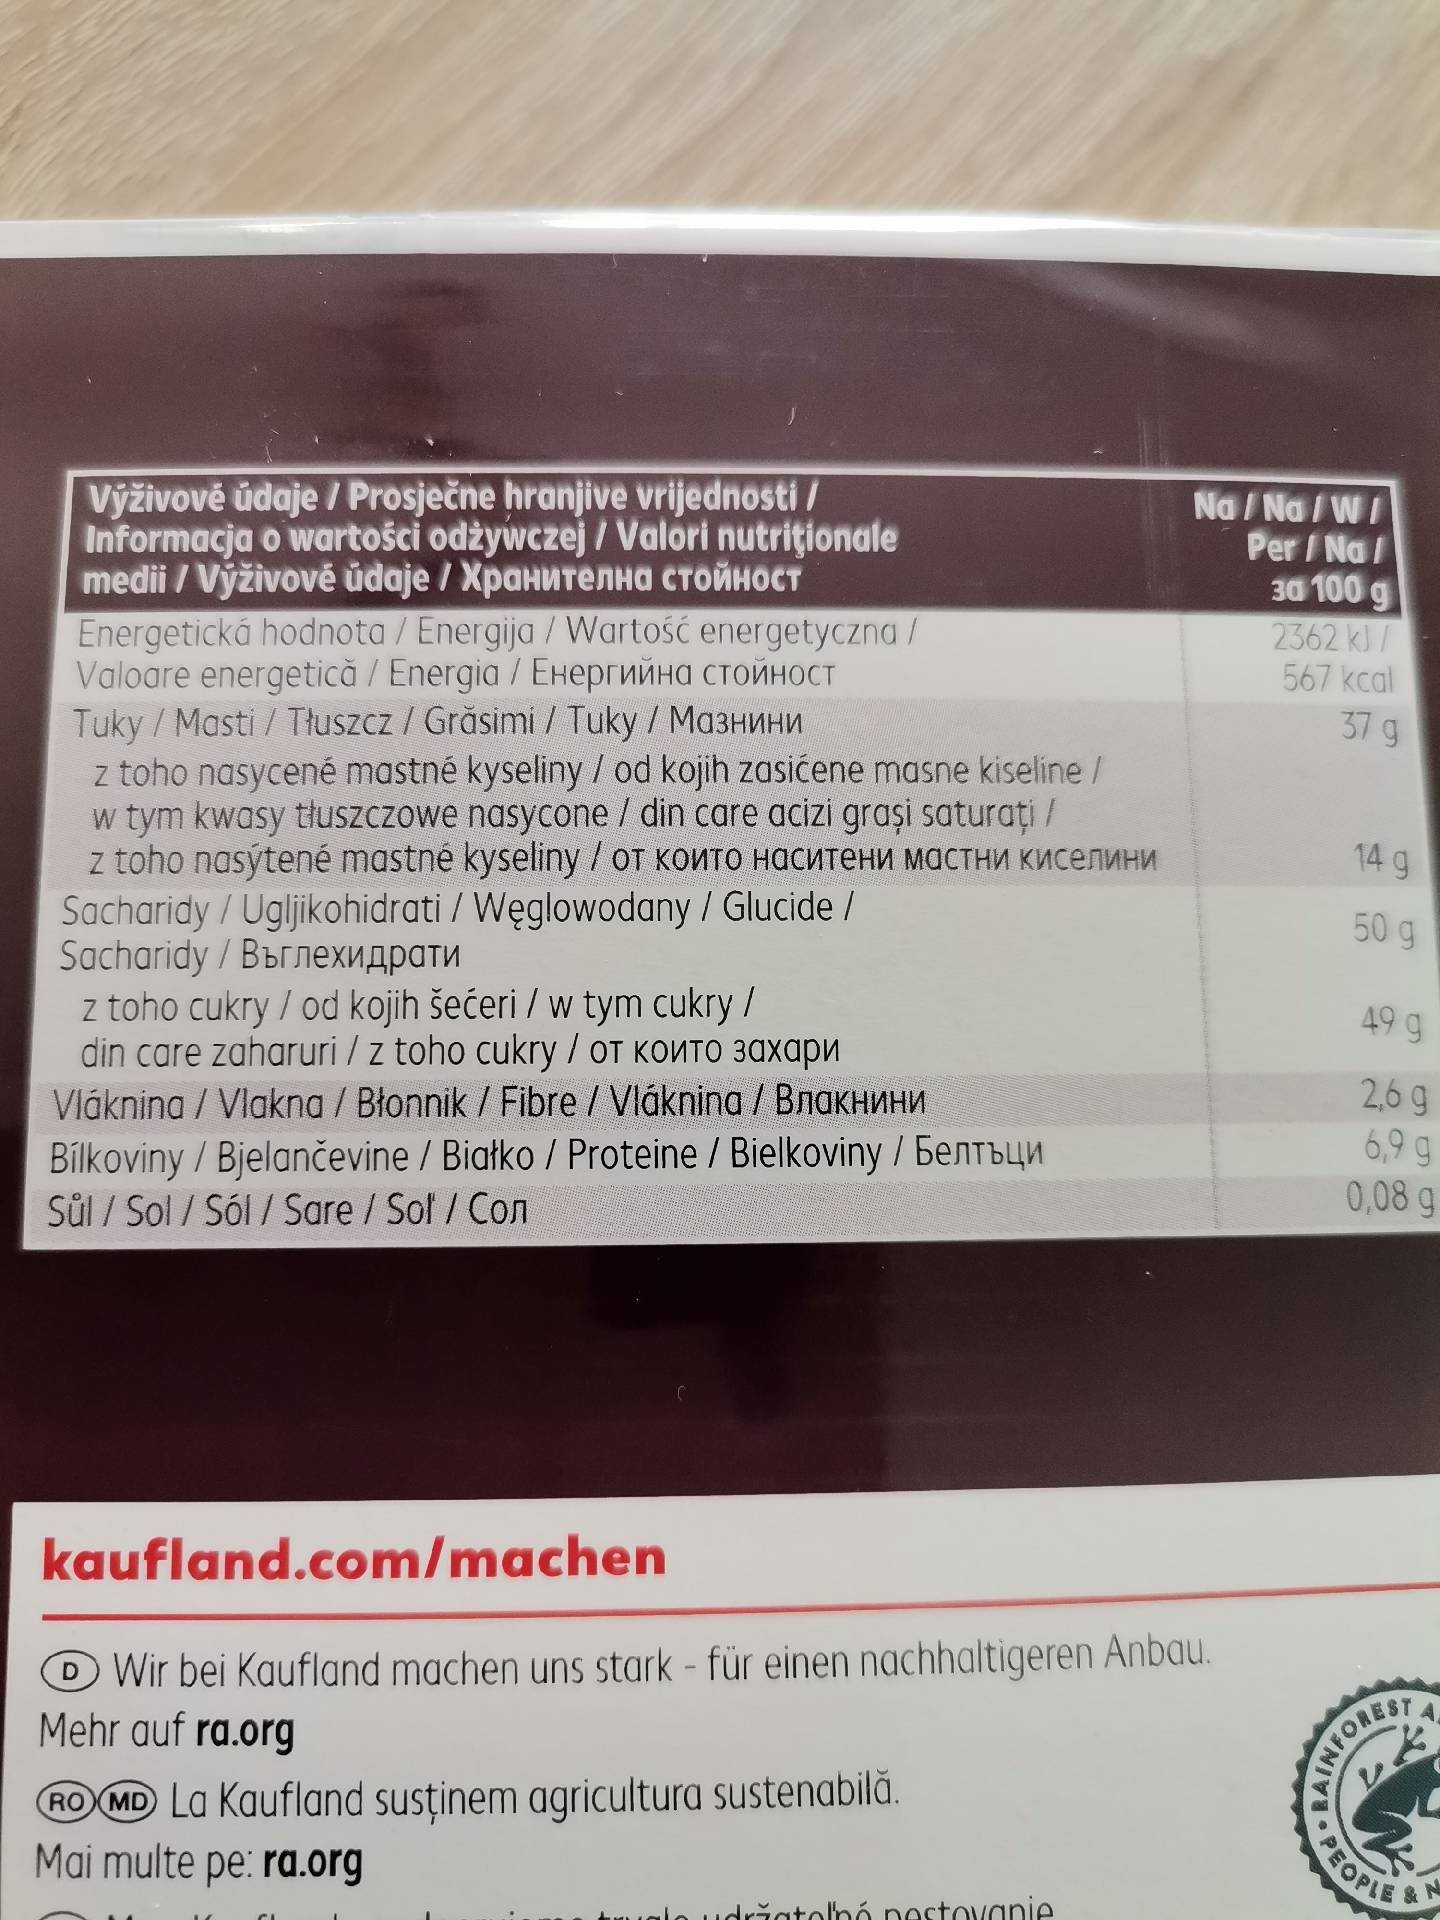 Výživové údaje / Prosječne hranjive vrijednosti / Na / Na / W /
Informacja o wartości odżywczej / Valori nutriționale Per / Na /
medii / Výživové údaje / Хранителна стойност за 100 g
Energetická hodnota / Energija / Wartość energetyczna / 2362 kJ /
Valoare energetică / Energia / Енергийна стойност 567 kcal
Tuky / Masti / Tłuszcz / Grăsimi / Tuky / Мазнини 37 g
z toho nasycené mastné kyseliny / od kojih zasićene masne kiseline /
w tym kwasy tłuszczowe nasycone / din care acizi grași saturați /
z toho nasýtené mastné kyseliny / от които наситени мастни киселини 14 g
Sacharidy / Ugljikohidrati / Węglowodany / Glucide / 50 g
Sacharidy / Въглехидрати
z toho cukry / od kojih šećeri / w tym cukry / 49 g
din care zaharuri / z toho cukry / от които захари
Vláknina / Vlakna / Błonnik / Fibre / Vláknina / Влакнини 2,6 g
Bílkoviny / Bjelančevine / Białko / Proteine / Bielkoviny / Белтъци 6,9 g
Sůl / Sol / Sól / Sare / Soľ / Сол 0,08 g
kaufland.com/machen
D Wir bei Kaufland machen uns stark - für einen nachhaltigeren Anbau.
Mehr auf ra.org
RO MD La Kaufland susținem agricultura sustenabilă.
Mai multe pe: ra.org
RAINFOREST
PEOPLE &
pestovanie